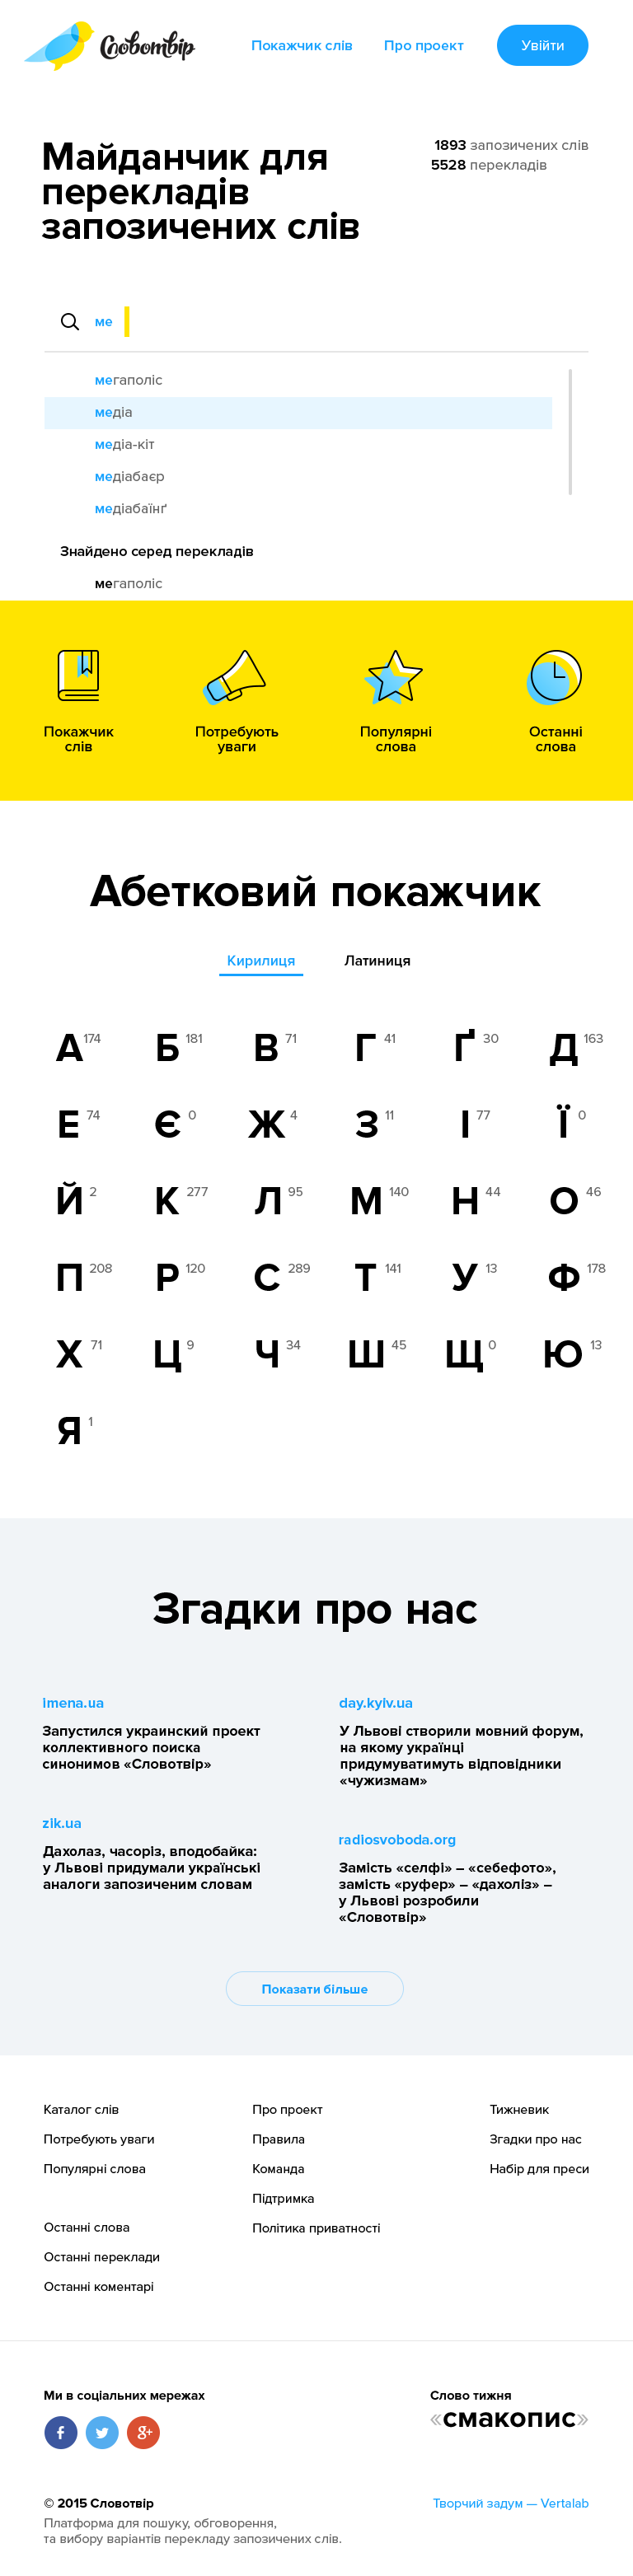 Словотвір
Покажчик слів
Про проект
Увійти
Майданчик для
перекладів
запозичених слів
1893 запозичених слів
5528 перекладів
ме
мегаполіс
медіа
медіа-кіт
медіабаєр
медіабаїнґ
Знайдено серед перекладів
мегаполіс
Покажчик
слів
Потребують
уваги
Популярні
слова
Останні
слова
Абетковий покажчик
Кирилиця
Латиниця
А 174 Б 181 В 71 Г 41 Ґ 30 Д 163
Е 74 Є 0 Ж 4 З 11 І 77 Ї 0
Й 2 К 277 Л 95 М 140 Н 44 О 46
П 208 Р 120 С 289 Т 141 У 13 Ф 178
Х 71 Ц 9 Ч 34 Ш 45 Щ 0 Ю 13
Я 1
Згадки про нас
imena.ua
Запустился украинский проект
коллективного поиска
синонимов «Словотвір»
day.kyiv.ua
У Львові створили мовний форум,
на якому українці
придумуватимуть відповідники
«чужизмам»
zik.ua
Дахолаз, часоріз, вподобайка:
у Львові придумали українські
аналоги запозиченим словам
radiosvoboda.org
Замість «селфі» – «себефото»,
замість «руфер» – «дахоліз» –
у Львові розробили
«Словотвір»
Показати більше
Каталог слів
Потребують уваги
Популярні слова
Останні слова
Останні переклади
Останні коментарі
Про проект
Правила
Команда
Підтримка
Політика приватності
Тижневик
Згадки про нас
Набір для преси
Ми в соціальних мережах
f
g+
Слово тижня
«смакопис»
© 2015 Словотвір
Платформа для пошуку, обговорення,
та вибору варіантів перекладу запозичених слів.
Творчий задум — Vertalab